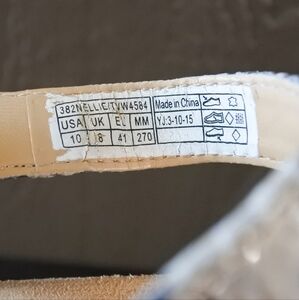 382NELLIE/TVW4584 Made in China
USA UK EU MM YJ:3-10-15
10 8 41 270